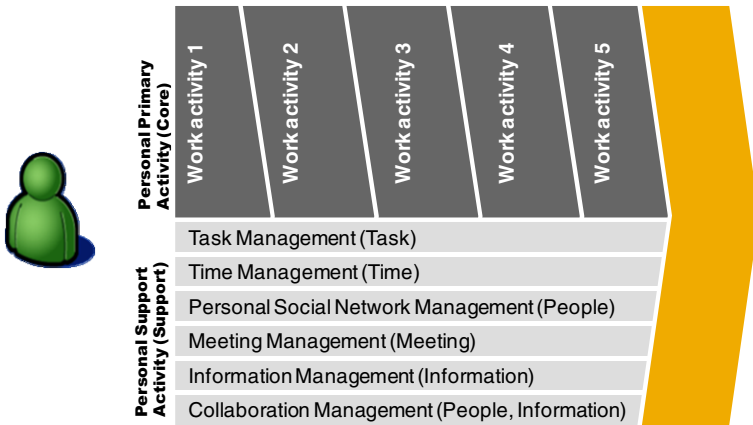 Personal Primary
Activity (Core)
Work activity 1
Work activity 2
Work activity 3
Work activity 4
Work activity 5
Personal Support
Activity (Support)
Task Management (Task)
Time Management (Time)
Personal Social Network Management (People)
Meeting Management (Meeting)
Information Management (Information)
Collaboration Management (People, Information)